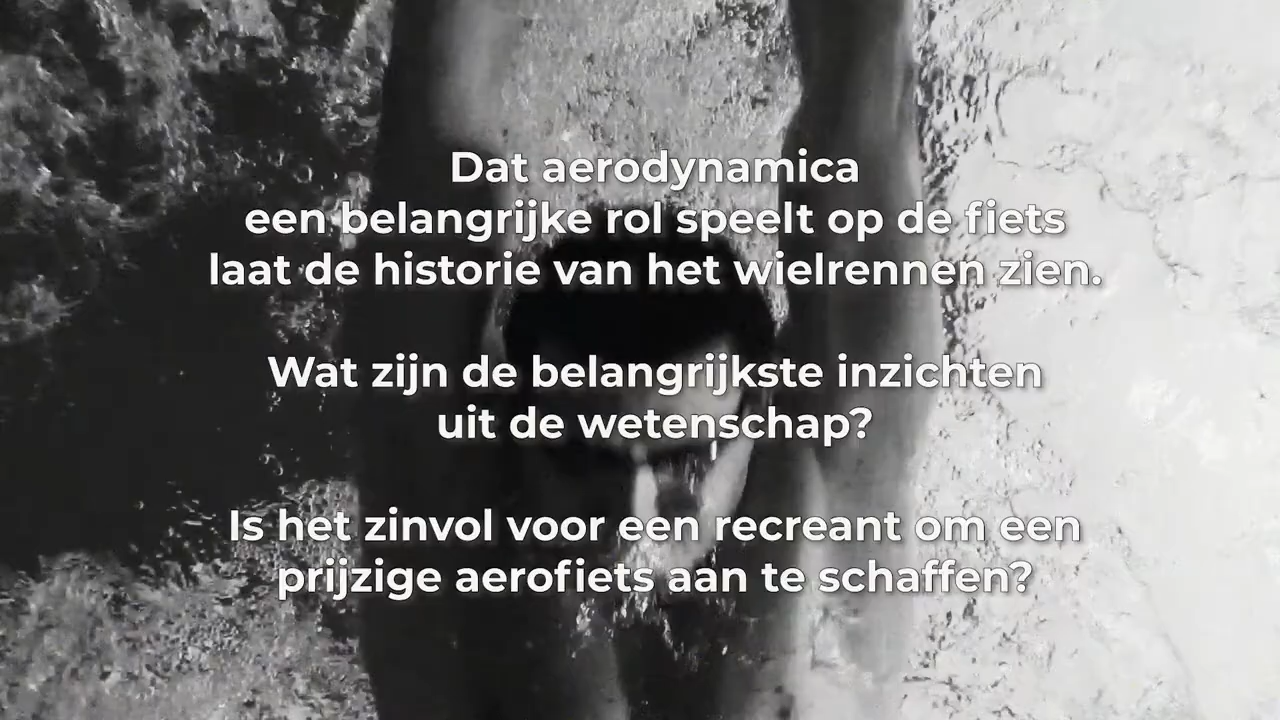 Dat aerodynamica
een belangrijke rol speelt op de fiets
laat de historie van het wielrennen zien.
Wat zijn de belangrijkste inzichten
uit de wetenschap?
Is het zinvol voor een recreant om een
prijzige aerofiets aan te schaffen?